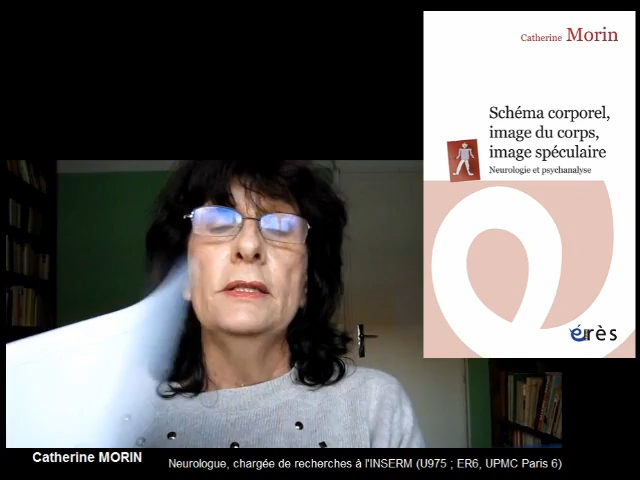 Catherine Morin
Schéma corporel,
image du corps,
image spéculaire
Neurologie et psychanalyse
érès
Catherine MORIN
Neurologue, chargée de recherches à l'INSERM (U975 ; ER6, UPMC Paris 6)